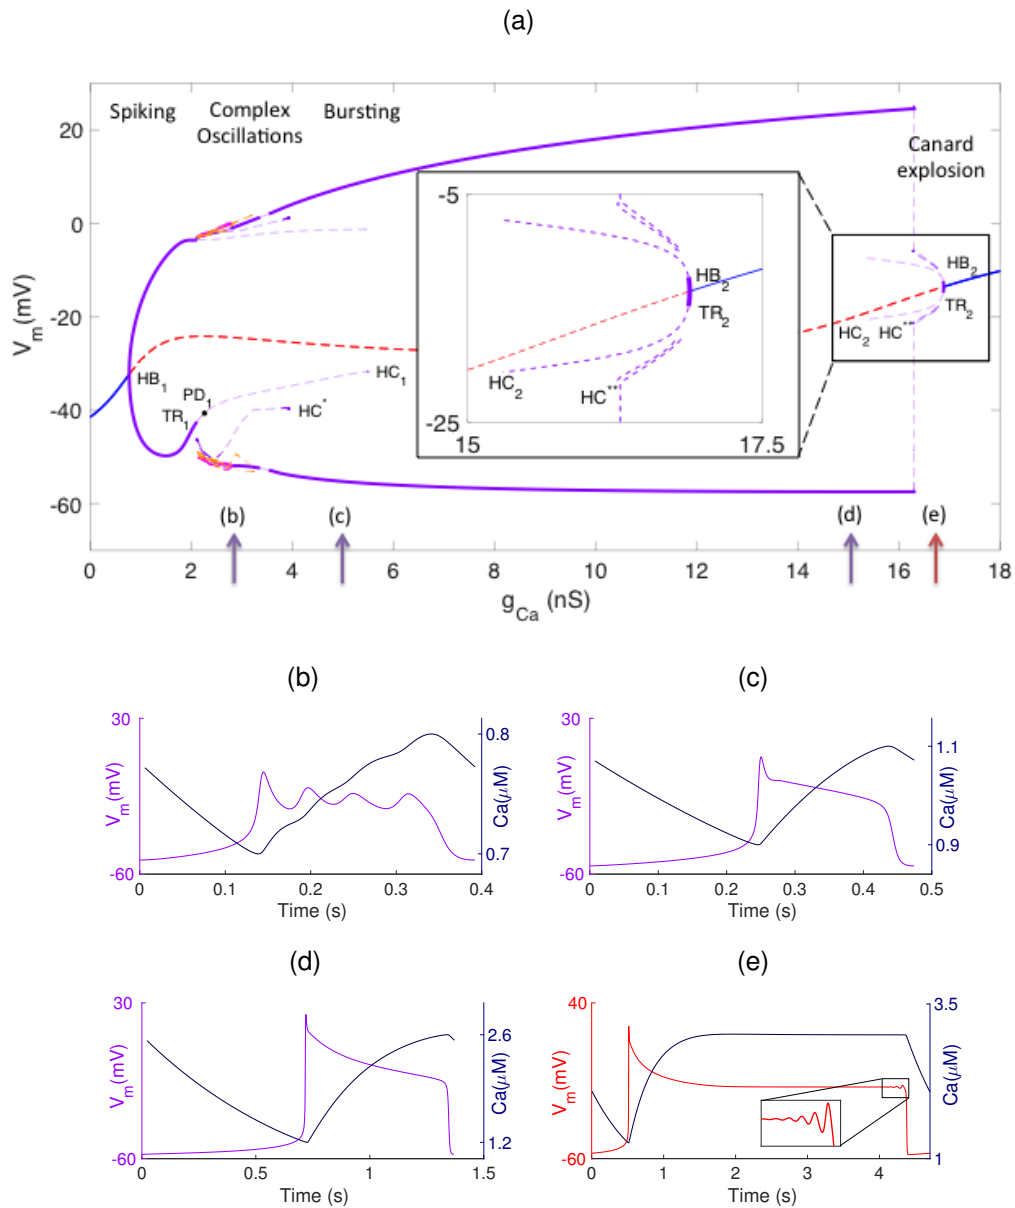 (a)
Spiking
Complex
Oscillations
Bursting
Canard
explosion
V_m(mV)
20
0
-20
-40
-60
HB_1
PD_1
TR_1
HC_1
HC^*
-5
-25
15
17.5
HB_2
TR_2
HC_2
HC^**
HB_2
TR_2
HC_2
HC^**
(b)
(c)
(d)
(e)
0
2
4
6
8
10
12
14
16
18
g_Ca (nS)
(b)
V_m(mV)
30
-60
0.8
0.7
Ca(μM)
0
0.1
0.2
0.3
0.4
Time (s)
(c)
V_m(mV)
30
-60
1.1
0.9
Ca(μM)
0
0.1
0.2
0.3
0.4
0.5
Time (s)
(d)
V_m(mV)
30
-60
2.6
1.2
Ca(μM)
0
0.5
1
1.5
Time (s)
(e)
V_m(mV)
40
-60
3.5
1
Ca(μM)
0
1
2
3
4
Time (s)